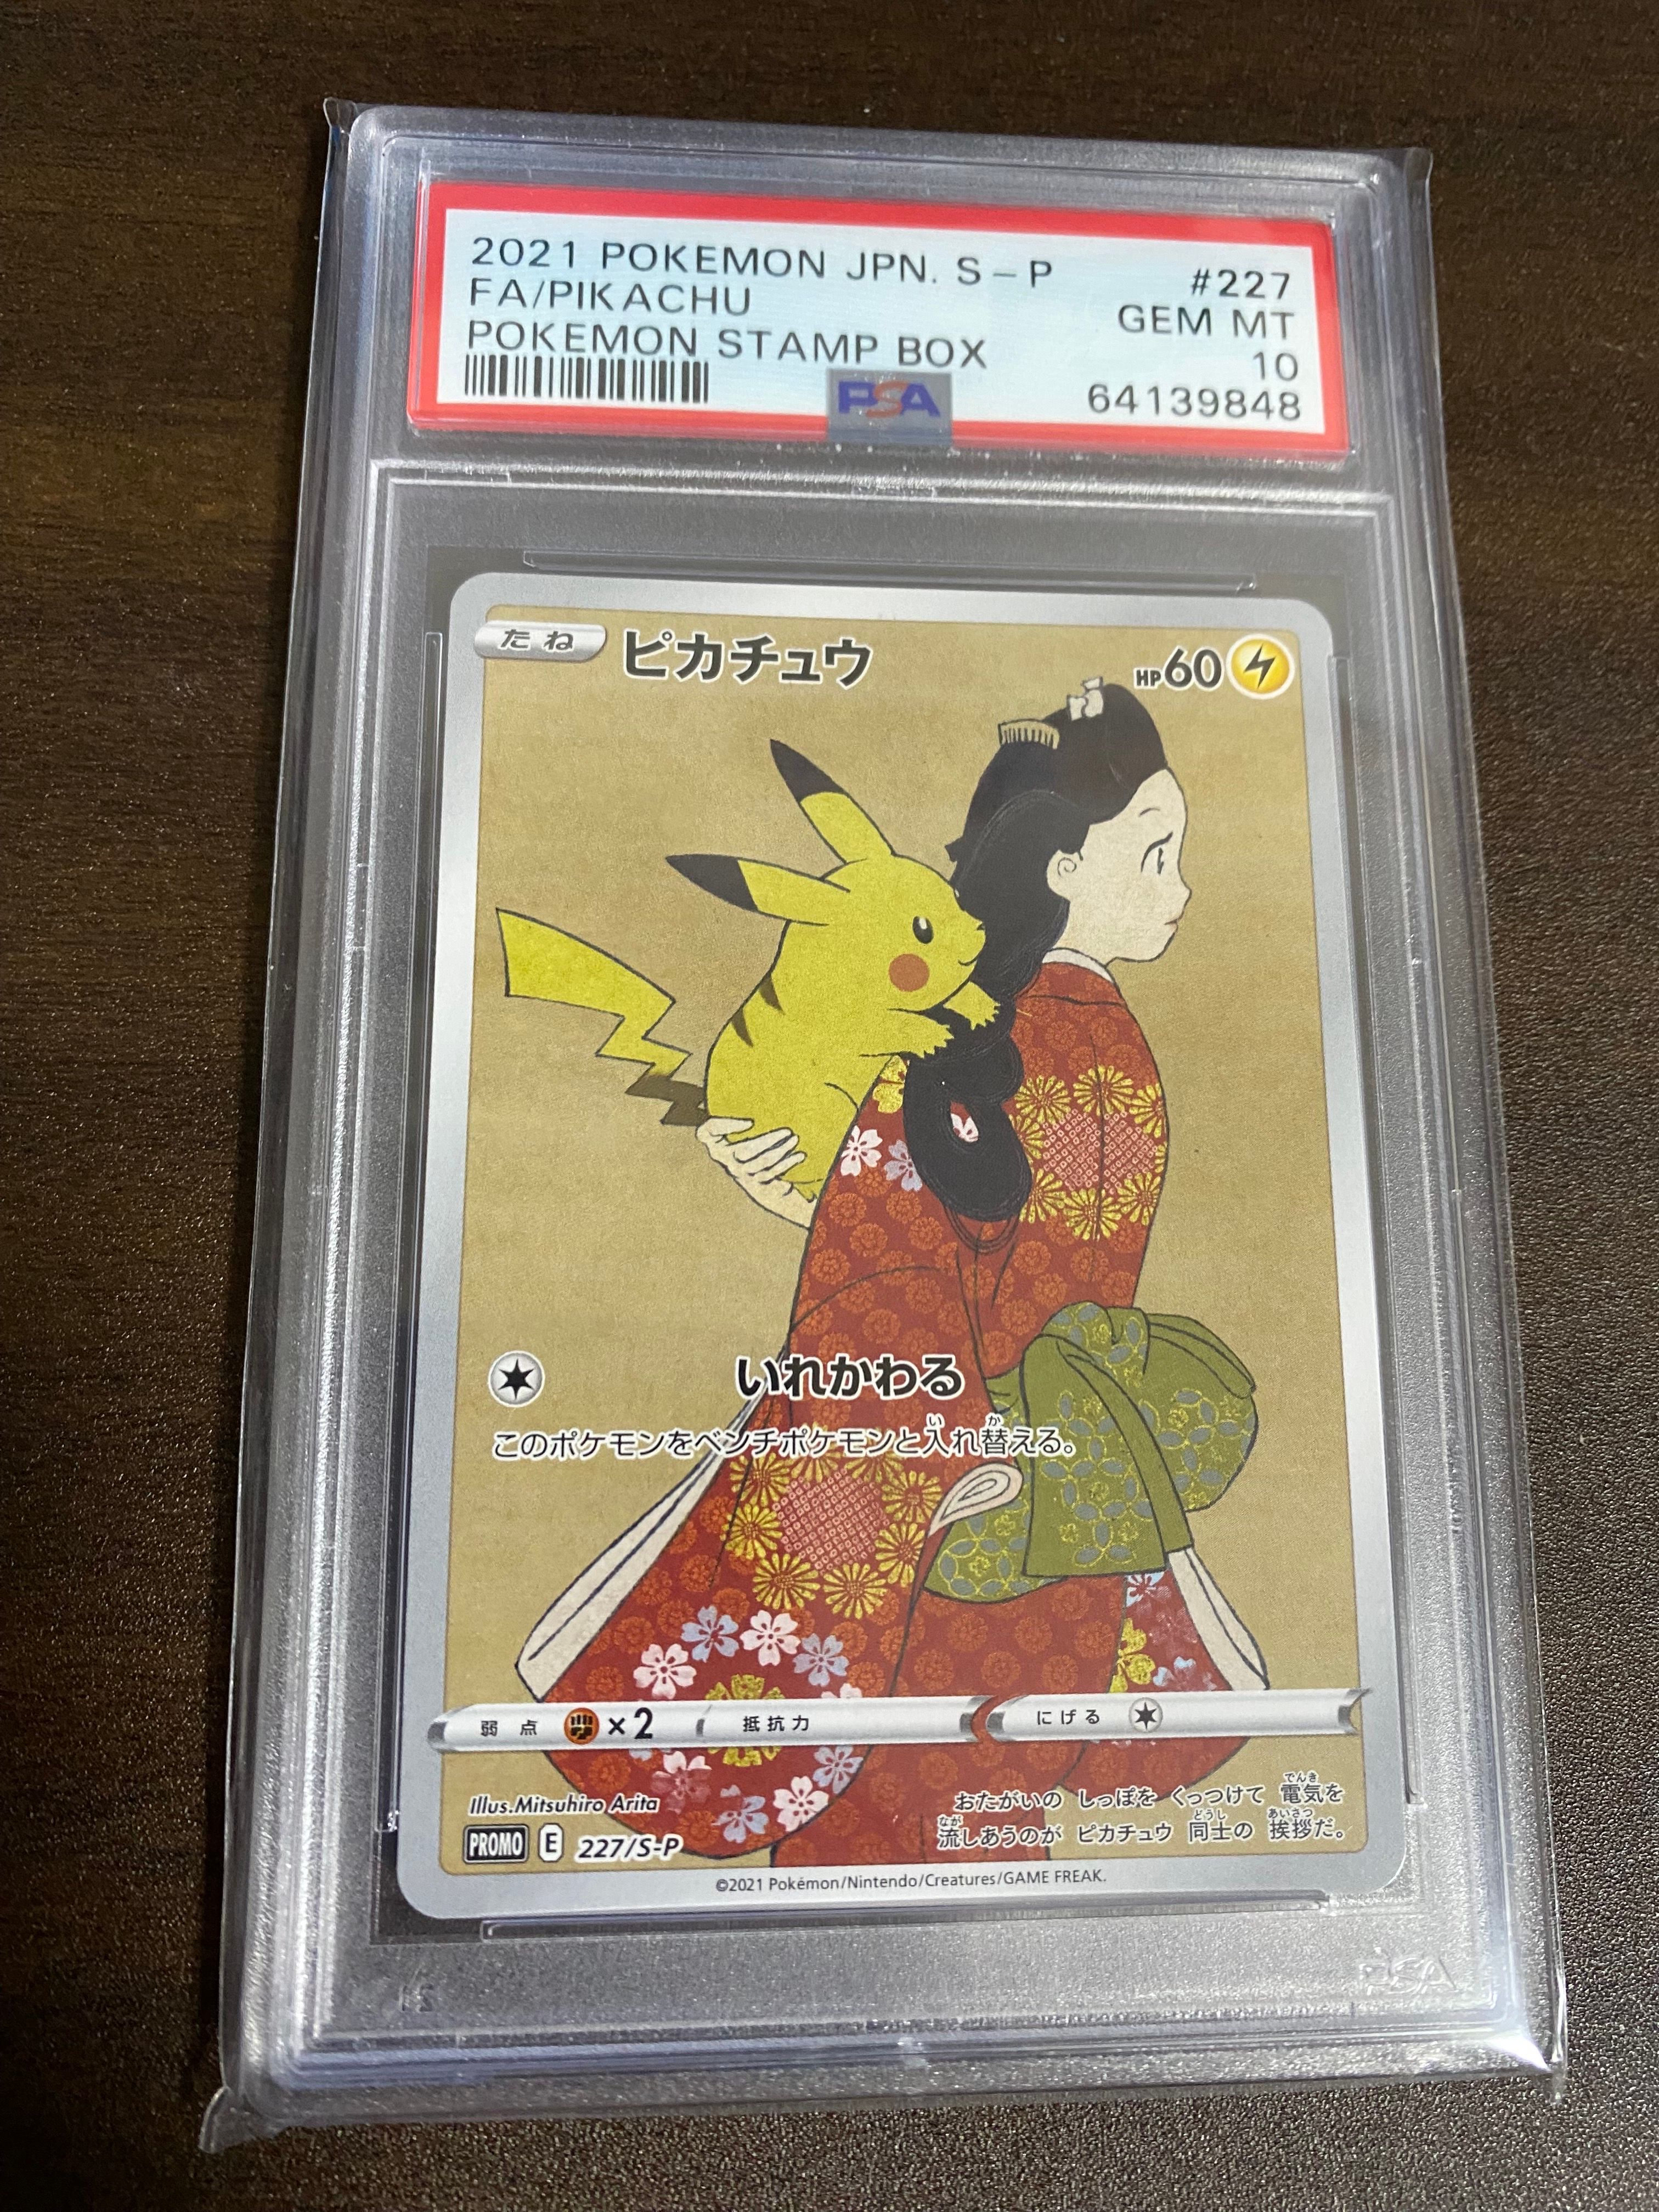 2021 POKEMON JPN. S-P #227
FA/PIKACHU GEM MT
POKEMON STAMP BOX 10
PSA 64139848
たね ピカチュウ HP60
いれかわる
このポケモンをベンチポケモンと入れ替える。
弱点 ×2 抵抗力 にげる
Illus.Mitsuhiro Arita
PROMO E 227/S-P
おたがいの しっぽを くっつけて 電気を
流しあうのが ピカチュウ 同士の 挨拶だ。
©2021 Pokémon/Nintendo/Creatures/GAME FREAK.
PSA